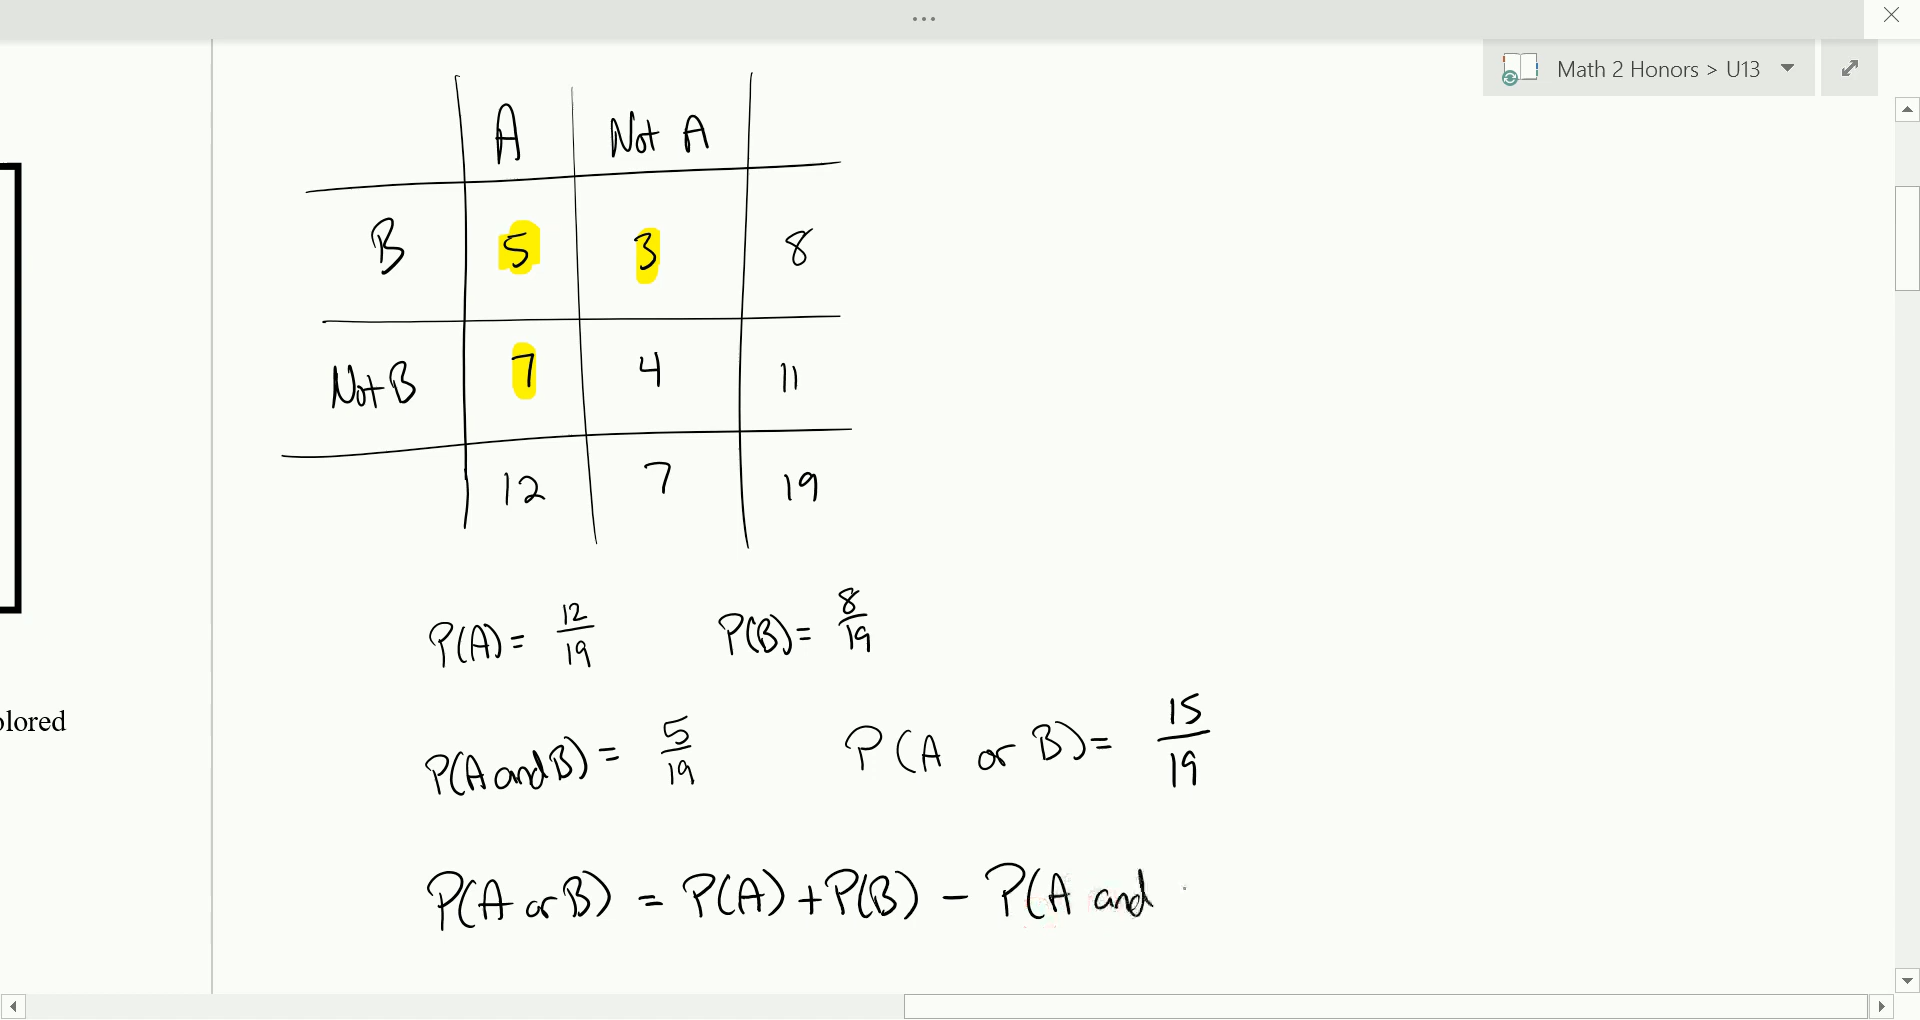 ...
Math 2 Honors > U13
A Not A
B 5 3 8
Not B 7 4 11
12 7 19
P(A) = 12/19 P(B) = 8/19
P(A and B) = 5/19 P(A or B) = 15/19
olored
P(A or B) = P(A) + P(B) - P(A and